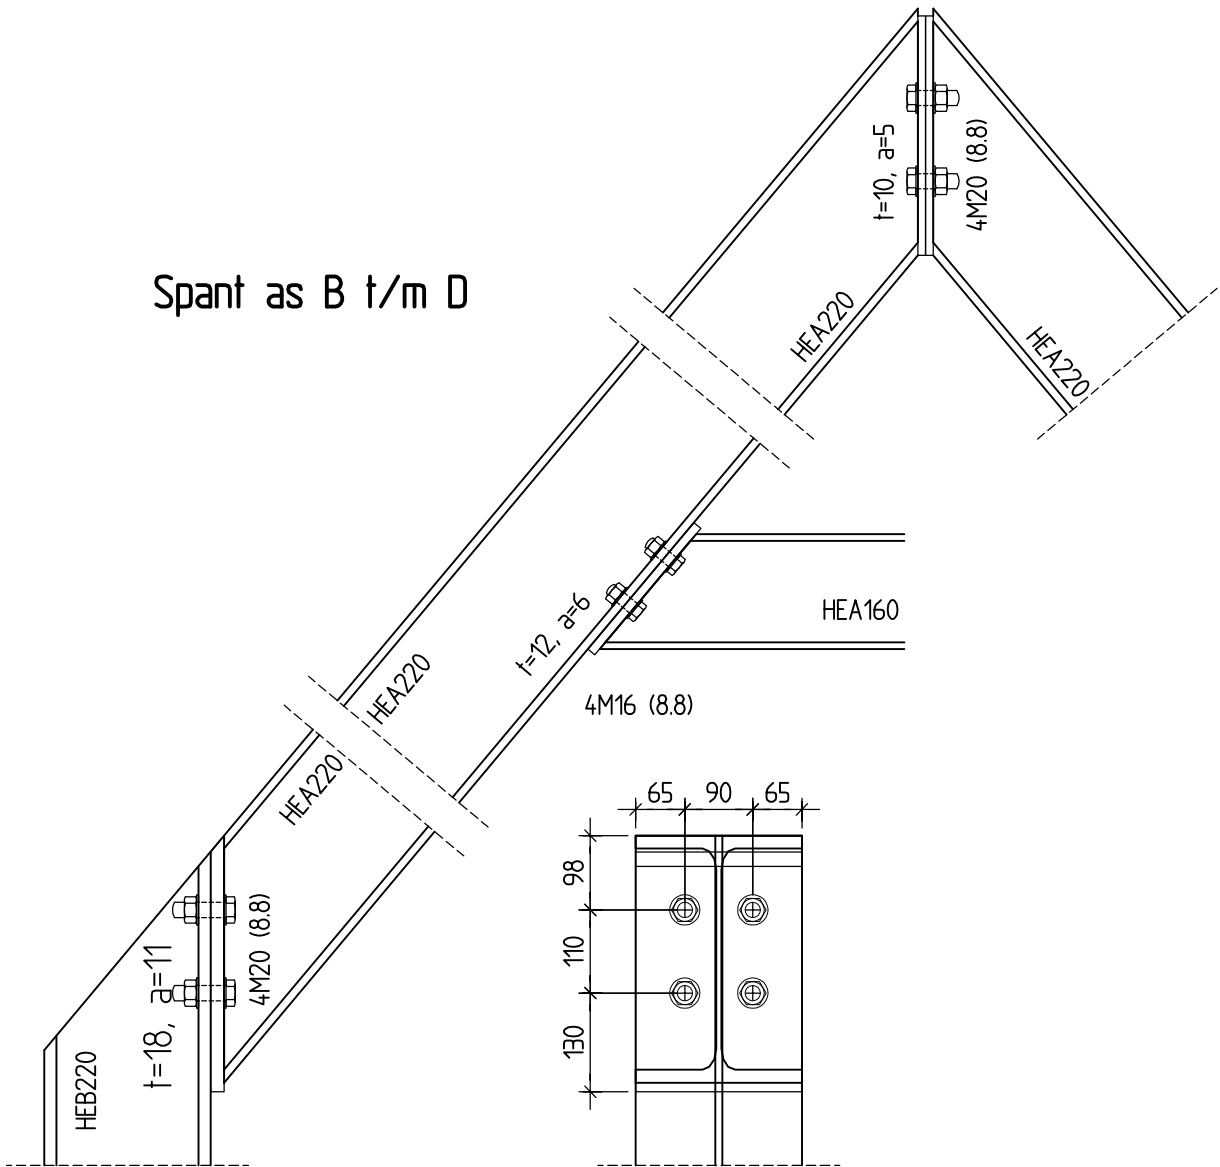 t=10, a=5
4M20 (8.8)
Spant as B t/m D
HEA220
HEA220
HEA160
t=12, a=6
HEA220
4M16 (8.8)
HEA220
65 90 65
98
110
130
4M20 (8.8)
t=18, a=11
HEB220